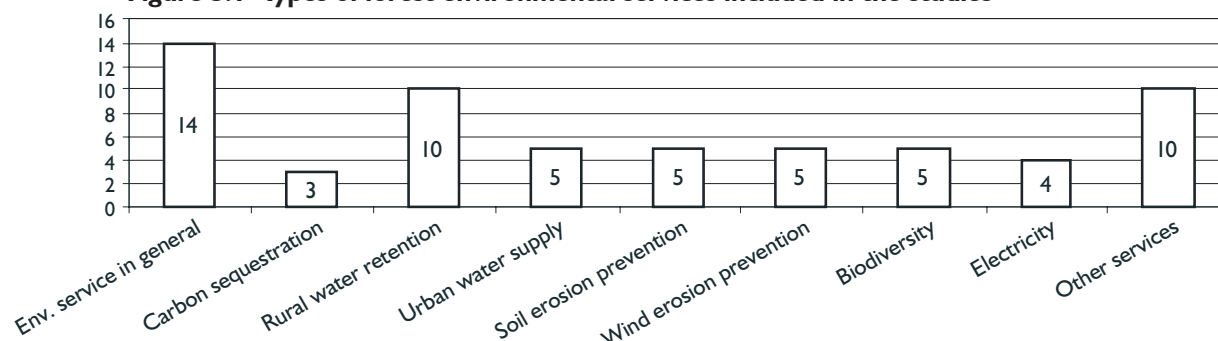 16
14
12
10
8
6
4
2
0
14
3
10
5
5
5
5
4
10
Env. service in general
Carbon sequestration
Rural water retention
Urban water supply
Soil erosion prevention
Wind erosion prevention
Biodiversity
Electricity
Other services